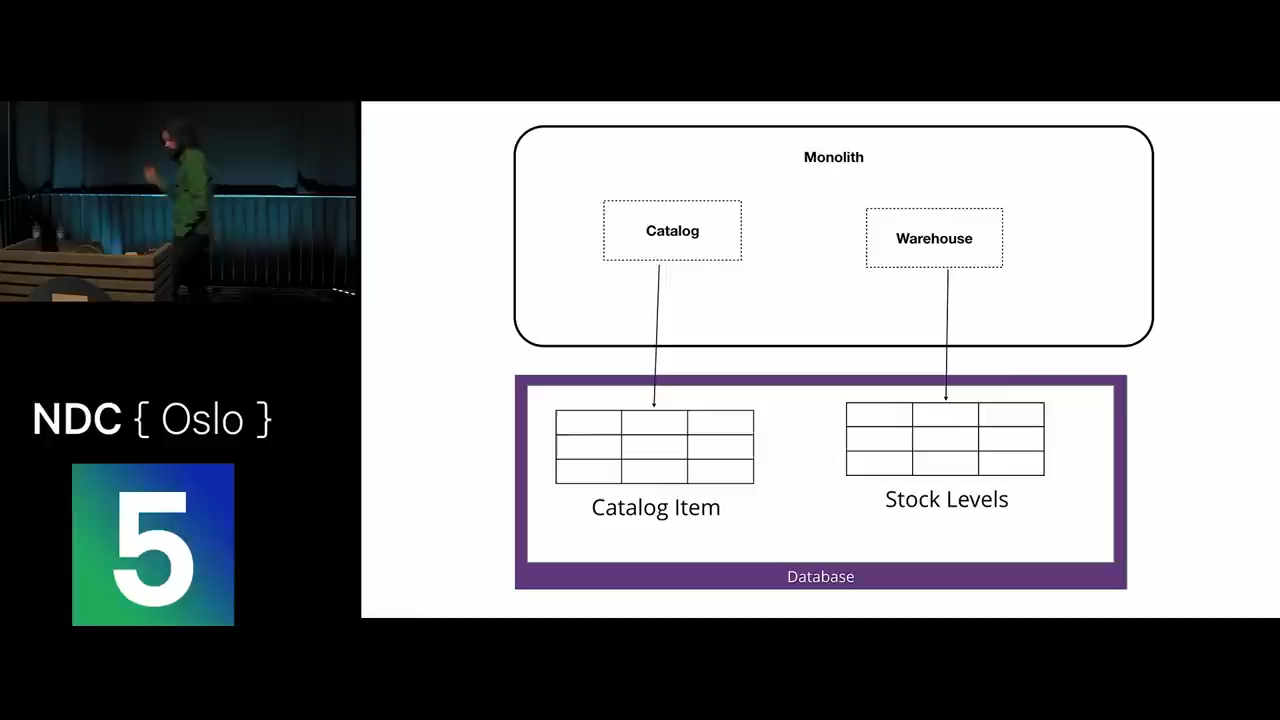 Monolith
Catalog
Warehouse
Catalog Item
Stock Levels
Database
NDC { Oslo }
5